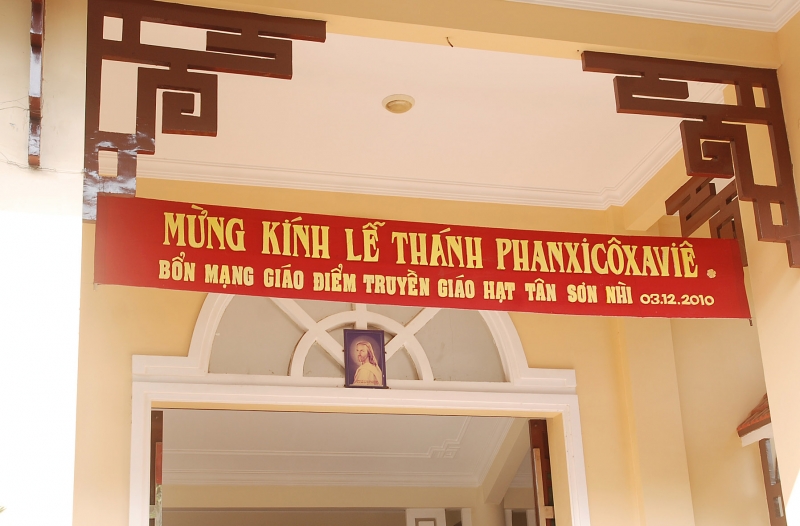 MỪNG KÍNH LỄ THÁNH PHANXICÔXAVIÊ.
BỔN MẠNG GIÁO ĐIỂM TRUYỀN GIÁO HẠT TÂN SƠN NHÌ 03.12.2010